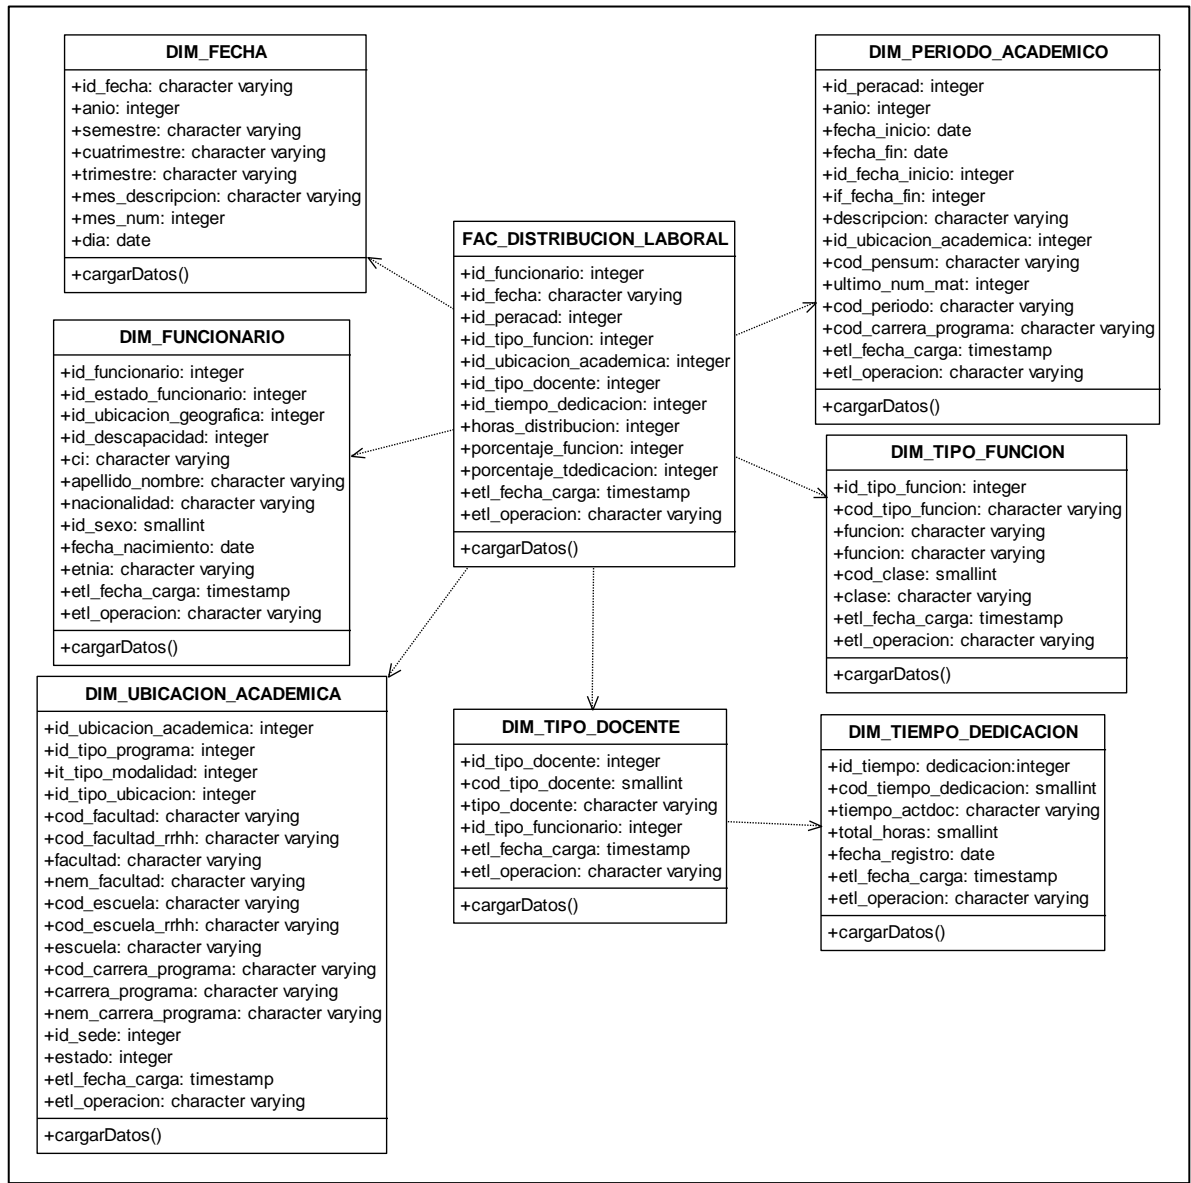 DIM_FECHA
+id_fecha: character varying
+anio: integer
+semestre: character varying
+cuatrimestre: character varying
+trimestre: character varying
+mes_descripcion: character varying
+mes_num: integer
+dia: date
+cargarDatos()
DIM_PERIODO_ACADEMICO
+id_peracad: integer
+anio: integer
+fecha_inicio: date
+fecha_fin: date
+id_fecha_inicio: integer
+if_fecha_fin: integer
+descripcion: character varying
+id_ubicacion_academica: integer
+cod_pensum: character varying
+ultimo_num_mat: integer
+cod_periodo: character varying
+cod_carrera_programa: character varying
+etl_fecha_carga: timestamp
+etl_operacion: character varying
+cargarDatos()
FAC_DISTRIBUCION_LABORAL
+id_funcionario: integer
+id_fecha: character varying
+id_peracad: integer
+id_tipo_funcion: integer
+id_ubicacion_academica: integer
+id_tipo_docente: integer
+id_tiempo_dedicacion: integer
+horas_distribucion: integer
+porcentaje_funcion: integer
+porcentaje_tdedicacion: integer
+etl_fecha_carga: timestamp
+etl_operacion: character varying
+cargarDatos()
DIM_FUNCIONARIO
+id_funcionario: integer
+id_estado_funcionario: integer
+id_ubicacion_geografica: integer
+id_descapacidad: integer
+ci: character varying
+apellido_nombre: character varying
+nacionalidad: character varying
+id_sexo: smallint
+fecha_nacimiento: date
+etnia: character varying
+etl_fecha_carga: timestamp
+etl_operacion: character varying
+cargarDatos()
DIM_TIPO_FUNCION
+id_tipo_funcion: integer
+cod_tipo_funcion: character varying
+funcion: character varying
+funcion: character varying
+cod_clase: smallint
+clase: character varying
+etl_fecha_carga: timestamp
+etl_operacion: character varying
+cargarDatos()
DIM_UBICACION_ACADEMICA
+id_ubicacion_academica: integer
+id_tipo_programa: integer
+it_tipo_modalidad: integer
+id_tipo_ubicacion: integer
+cod_facultad: character varying
+cod_facultad_rrhh: character varying
+facultad: character varying
+nem_facultad: character varying
+cod_escuela: character varying
+cod_escuela_rrhh: character varying
+escuela: character varying
+cod_carrera_programa: character varying
+carrera_programa: character varying
+nem_carrera_programa: character varying
+id_sede: integer
+estado: integer
+etl_fecha_carga: timestamp
+etl_operacion: character varying
+cargarDatos()
DIM_TIPO_DOCENTE
+id_tipo_docente: integer
+cod_tipo_docente: smallint
+tipo_docente: character varying
+id_tipo_funcionario: integer
+etl_fecha_carga: timestamp
+etl_operacion: character varying
+cargarDatos()
DIM_TIEMPO_DEDICACION
+id_tiempo: dedicacion:integer
+cod_tiempo_dedicacion: smallint
+tiempo_actdoc: character varying
+total_horas: smallint
+fecha_registro: date
+etl_fecha_carga: timestamp
+etl_operacion: character varying
+cargarDatos()